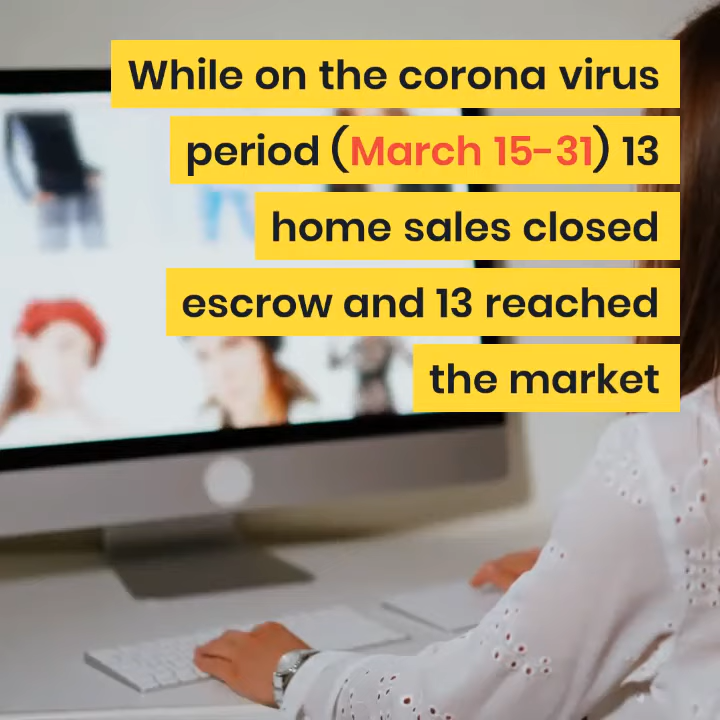 While on the corona virus
period (March 15-31) 13
home sales closed
escrow and 13 reached
the market